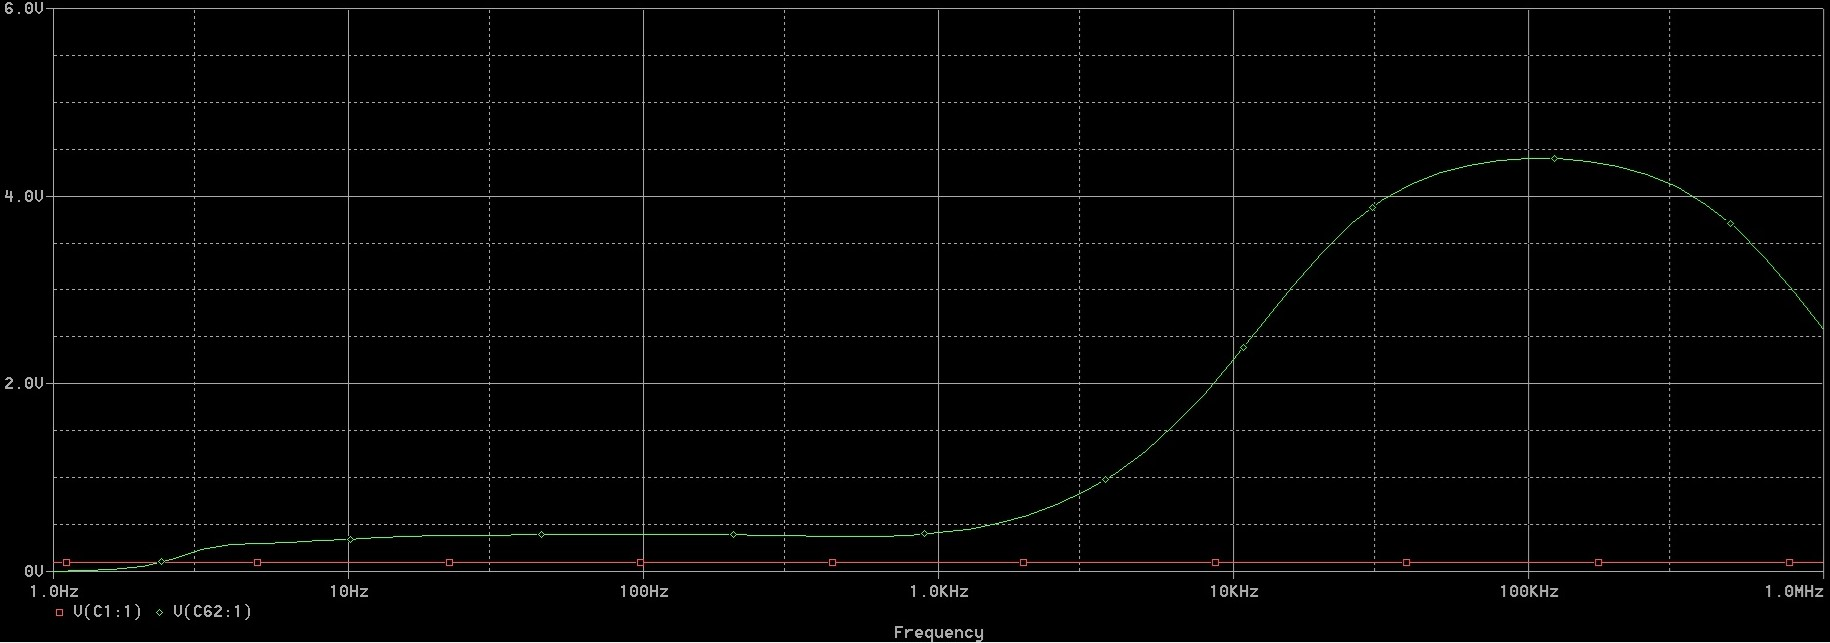 6.0V
4.0V
2.0V
0V
1.0Hz 10Hz 100Hz 1.0KHz 10KHz 100KHz 1.0MHz
V(C1:1) V(C62:1)
Frequency